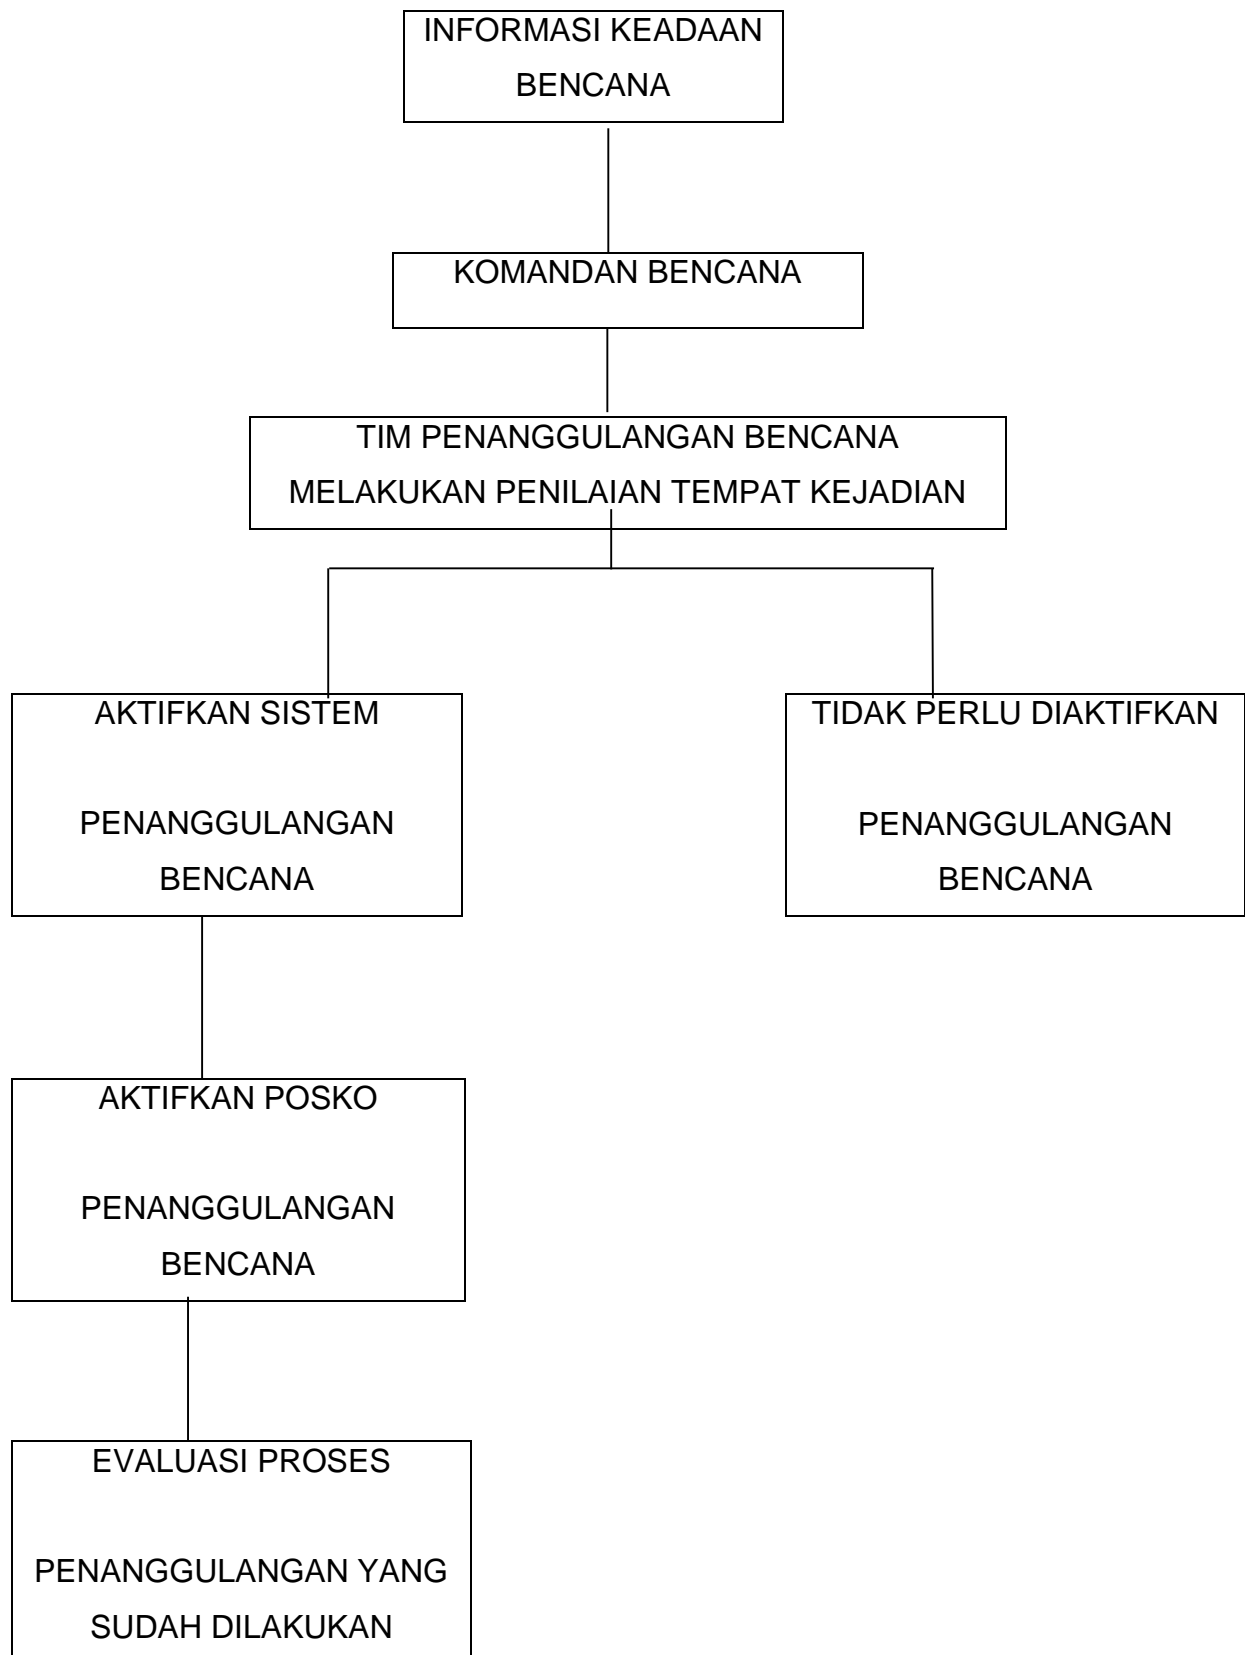 INFORMASI KEADAAN
BENCANA
KOMANDAN BENCANA
TIM PENANGGULANGAN BENCANA
MELAKUKAN PENILAIAN TEMPAT KEJADIAN
AKTIFKAN SISTEM
PENANGGULANGAN
BENCANA
TIDAK PERLU DIAKTIFKAN
PENANGGULANGAN
BENCANA
AKTIFKAN POSKO
PENANGGULANGAN
BENCANA
EVALUASI PROSES
PENANGGULANGAN YANG
SUDAH DILAKUKAN